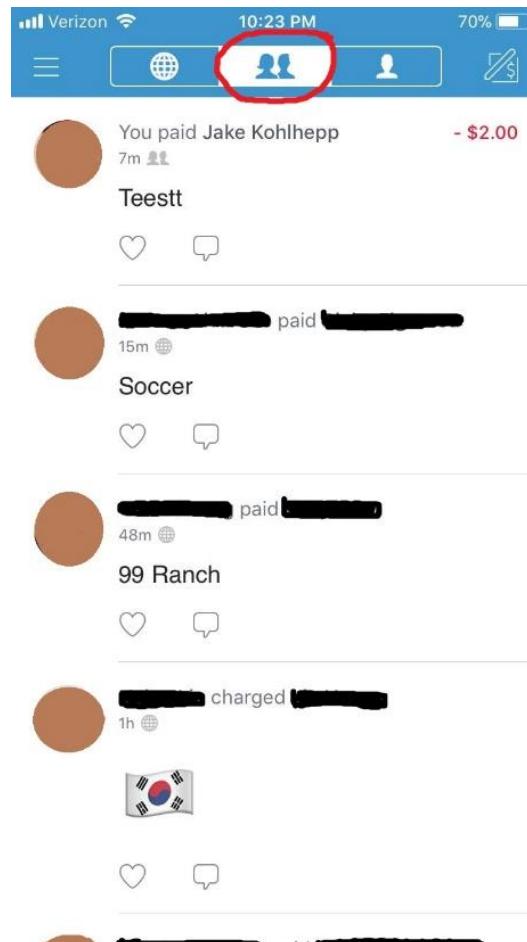 Verizon 10:23 PM 70%
You paid Jake Kohlhepp - $2.00
7m
Teestt
paid
15m
Soccer
paid
48m
99 Ranch
charged
1h